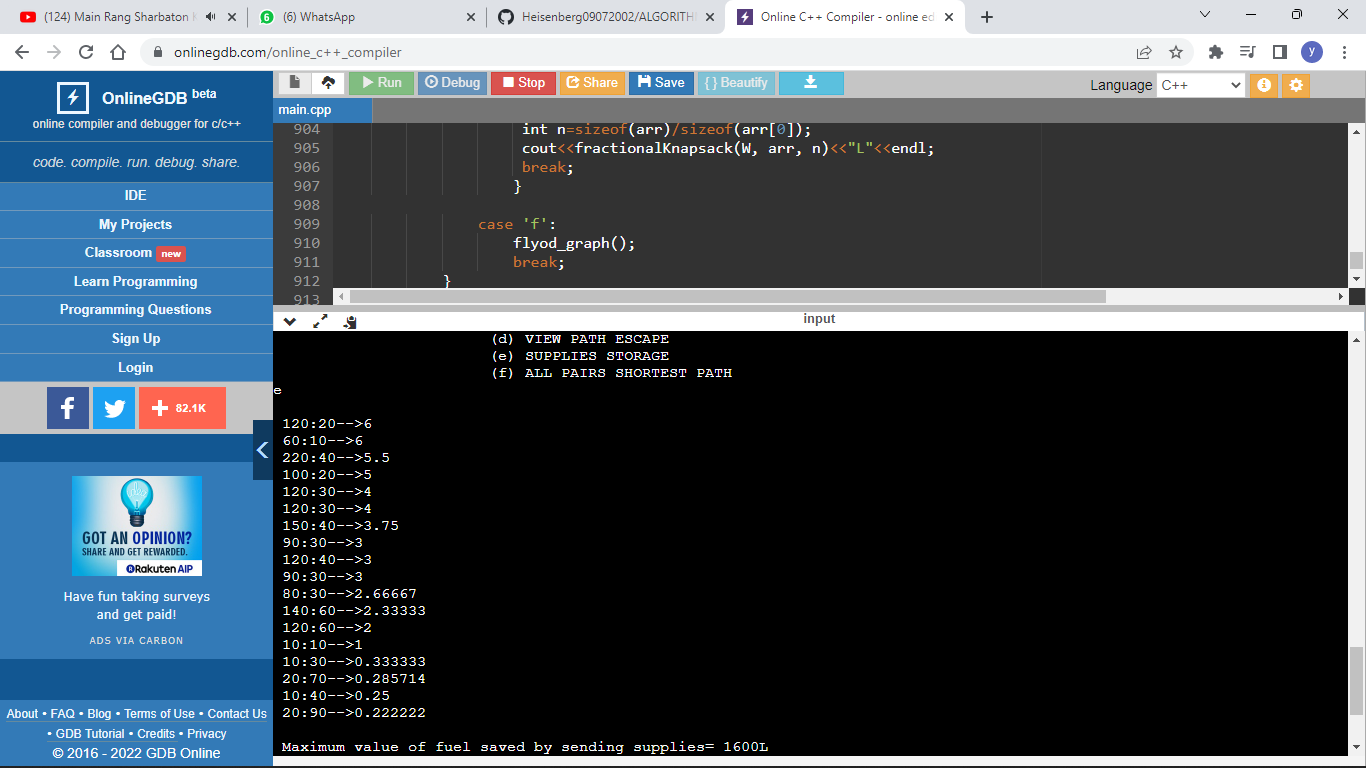 (124) Main Rang Sharbaton
(6) WhatsApp
Heisenberg09072002/ALGORITH
Online C++ Compiler - online ed
onlinegdb.com/online_c++_compiler
y
OnlineGDB beta
online compiler and debugger for c/c++
code. compile. run. debug. share.
IDE
My Projects
Classroom new
Learn Programming
Programming Questions
Sign Up
Login
82.1K
GOT AN OPINION?
SHARE AND GET REWARDED.
Rakuten AIP
Have fun taking surveys
and get paid!
ADS VIA CARBON
About • FAQ • Blog • Terms of Use • Contact Us
• GDB Tutorial • Credits • Privacy
© 2016 - 2022 GDB Online
Run Debug Stop Share Save { } Beautify
Language C++
main.cpp
904 int n=sizeof(arr)/sizeof(arr[0]);
905 cout<<fractionalKnapsack(W, arr, n)<<"L"<<endl;
906 break;
907 }
908
909 case 'f':
910 flyod_graph();
911 break;
912 }
913
input
(d) VIEW PATH ESCAPE
(e) SUPPLIES STORAGE
(f) ALL PAIRS SHORTEST PATH
e
120:20-->6
60:10-->6
220:40-->5.5
100:20-->5
120:30-->4
120:30-->4
150:40-->3.75
90:30-->3
120:40-->3
90:30-->3
80:30-->2.66667
140:60-->2.33333
120:60-->2
10:10-->1
10:30-->0.333333
20:70-->0.285714
10:40-->0.25
20:90-->0.222222
Maximum value of fuel saved by sending supplies= 1600L